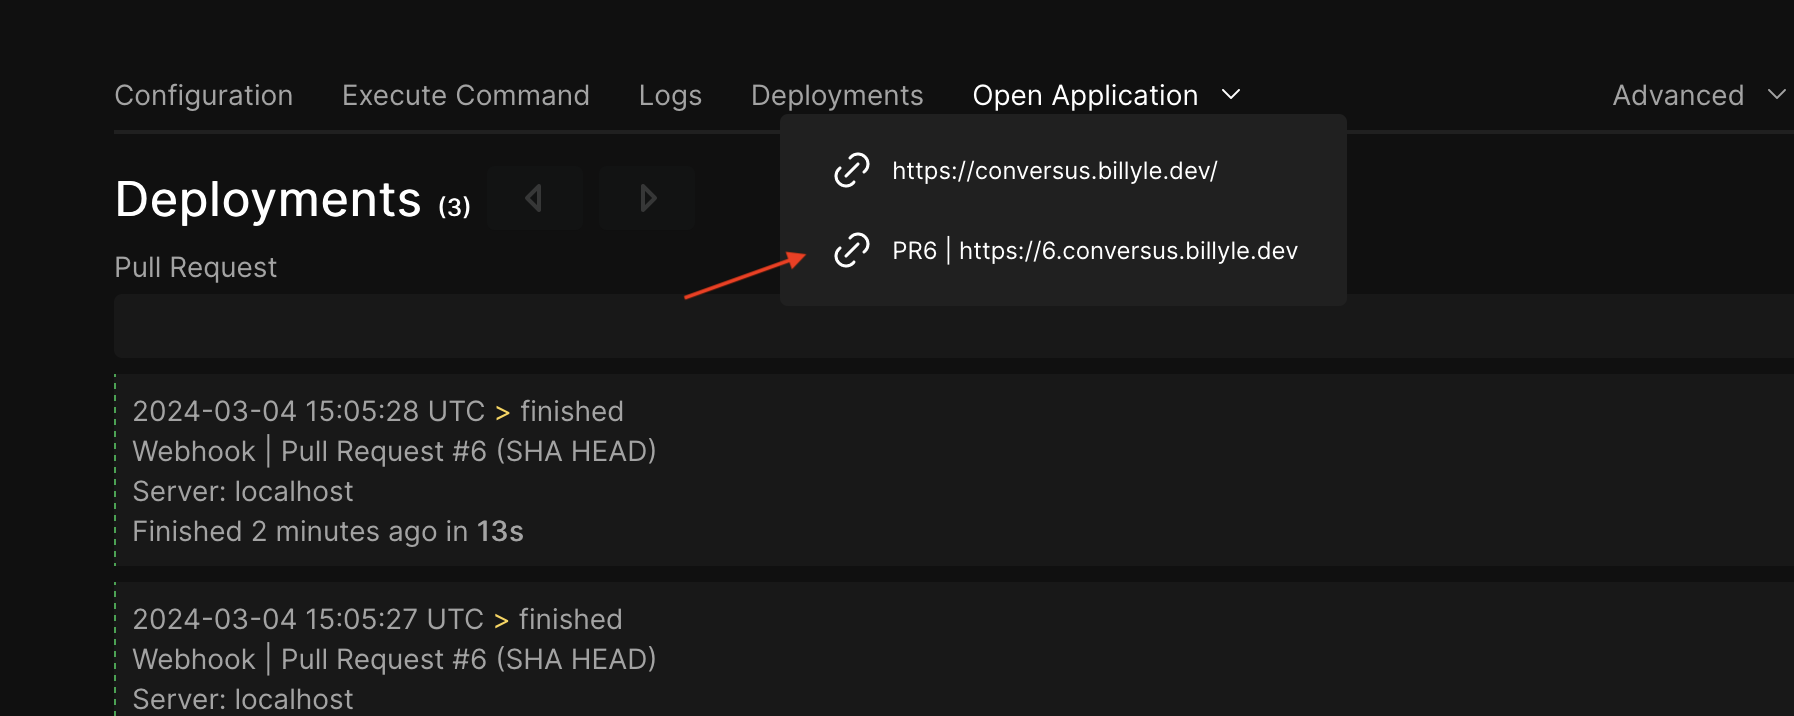 Configuration Execute Command Logs Deployments Open Application Advanced
https://conversus.billyle.dev/
PR6 | https://6.conversus.billyle.dev
Deployments (3)
Pull Request
2024-03-04 15:05:28 UTC > finished
Webhook | Pull Request #6 (SHA HEAD)
Server: localhost
Finished 2 minutes ago in 13s
2024-03-04 15:05:27 UTC > finished
Webhook | Pull Request #6 (SHA HEAD)
Server: localhost